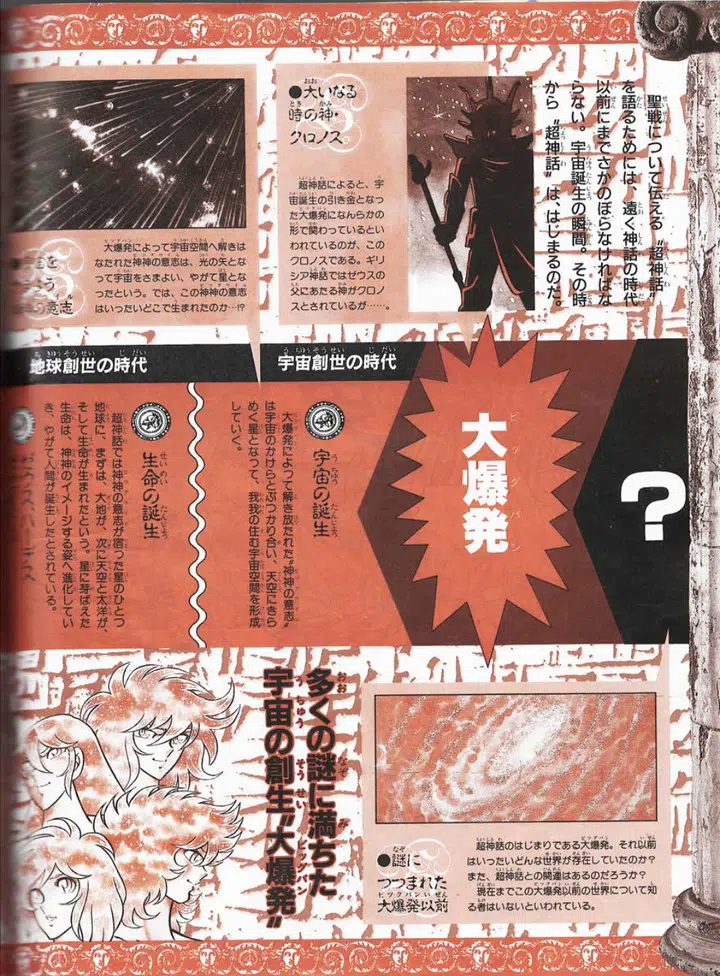 聖戦について伝える〝超神話〟
を語るためには、遠く神話の時代
以前にまでさかのぼらなければな
らない。宇宙誕生の瞬間。その時
から〝超神話〟は、はじまるのだ。
●大いなる
時の神・
クロノス。
超神話によると、宇
宙誕生の引き金となっ
た大爆発になんらかの
形で関わっているとい
われているのが、この
クロノスである。ギリ
シア神話ではゼウスの
父にあたる神がクロノ
スとされているが……。
大爆発によって宇宙空間へ解きは
なたれた神神の意志は、光の矢とな
って宇宙をさまよい、やがて星とな
ったという。では、この神神の意志
はいったいどこで生まれたのか…!?
を
う
意志
?
大爆発
ビッグバン
宇宙創世の時代
地球創世の時代
宇宙の誕生
大爆発によって解き放たれた〝神神の意志〟
は宇宙のかけらとぶつかり合い、天空にきら
めく星となって、我我の住む宇宙空間を形成
していく。
生命の誕生
超神話では神神の意志が宿った星のひとつ
地球に、まずは、大地が、次に天空と太洋が、
そして生命が生まれたという。星に芽ばえた
生命は、神神のイメージする姿へ進化してい
き、やがて人間が誕生したとされている。
多くの謎に満ちた
宇宙の創生〝大爆発〟
●謎に
つつまれた
大爆発以前
超神話のはじまりである大爆発。それ以前
はいったいどんな世界が存在していたのか?
また、超神話との関連はあるのだろうか?
現在までこの大爆発以前の世界について知
る者はいないといわれている。